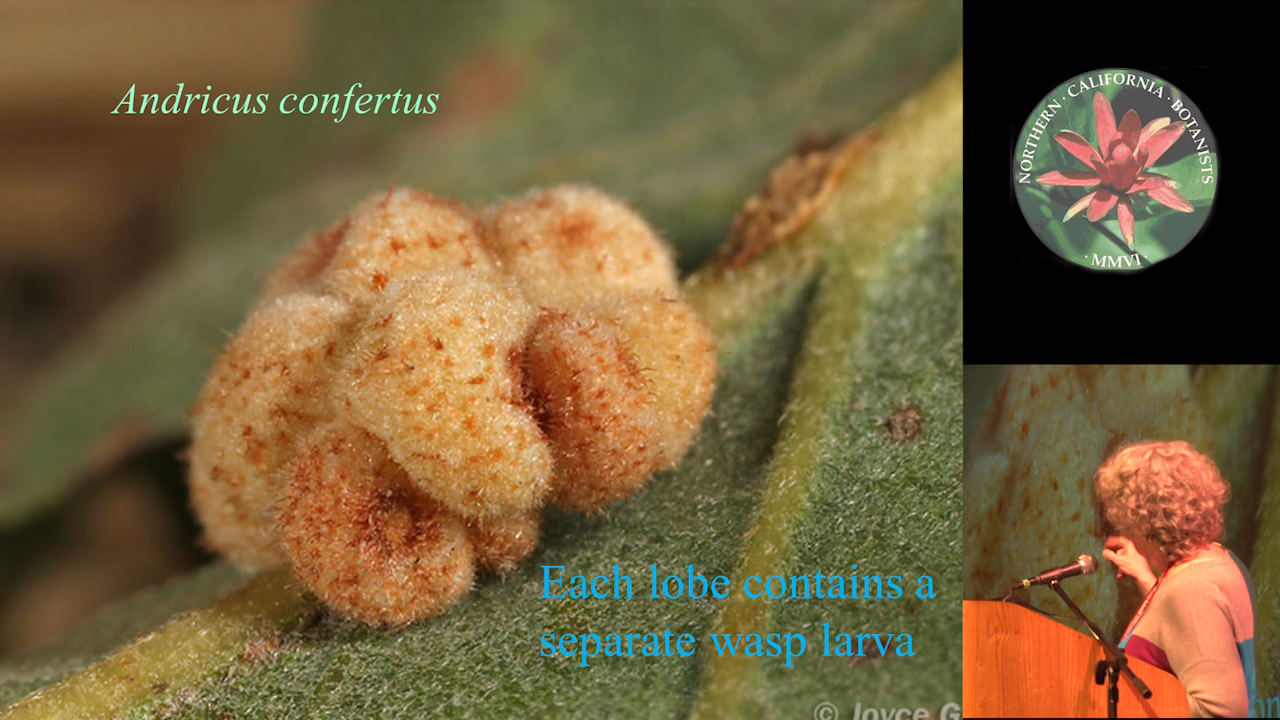 Andricus confertus
Each lobe contains a
separate wasp larva
© Joyce G
NORTHERN · CALIFORNIA · BOTANISTS
· MMVI ·